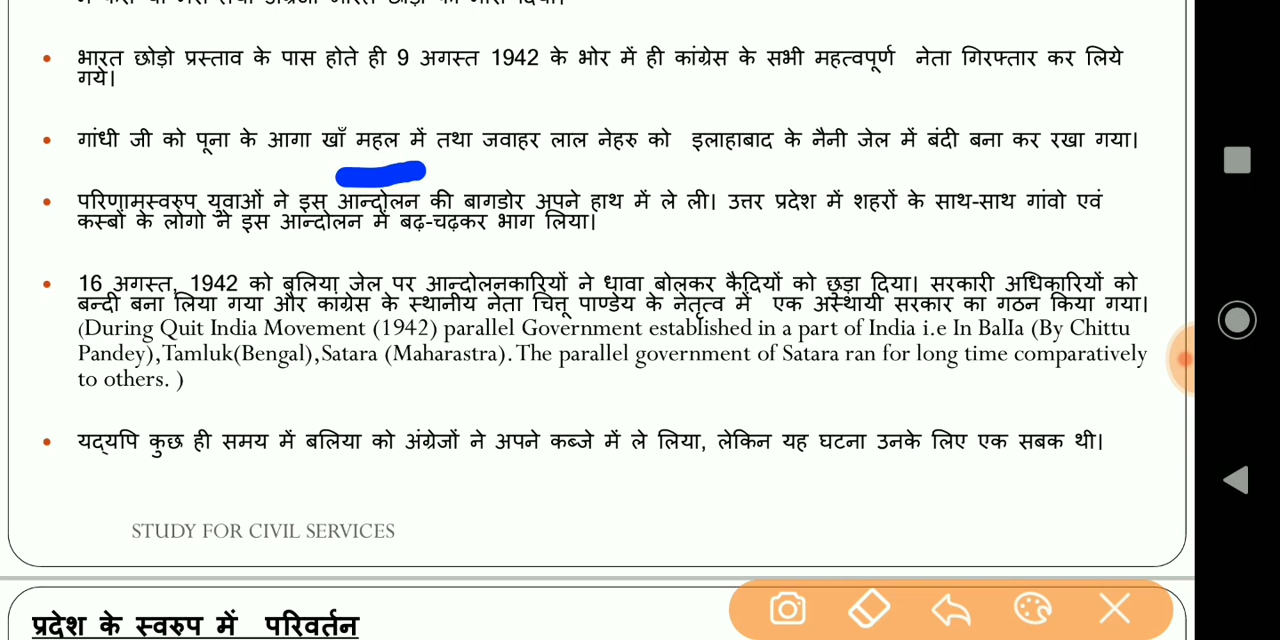 भारत छोड़ो प्रस्ताव के पास होते ही 9 अगस्त 1942 के भोर में ही कांग्रेस के सभी महत्वपूर्ण नेता गिरफ्तार कर लिये
गये।
गांधी जी को पूना के आगा खाँ महल में तथा जवाहर लाल नेहरु को इलाहाबाद के नैनी जेल में बंदी बना कर रखा गया।
परिणामस्वरुप युवाओं ने इस आन्दोलन की बागडोर अपने हाथ में ले ली। उत्तर प्रदेश में शहरों के साथ-साथ गांवो एवं
कस्बों के लोगो ने इस आन्दोलन में बढ़-चढ़कर भाग लिया।
16 अगस्त, 1942 को बलिया जेल पर आन्दोलनकारियों ने धावा बोलकर कैदियों को छुड़ा दिया। सरकारी अधिकारियों को
बन्दी बना लिया गया और कांग्रेस के स्थानीय नेता चित्तू पाण्डेय के नेतृत्व में एक अस्थायी सरकार का गठन किया गया।
(During Quit India Movement (1942) parallel Government established in a part of India i.e In BalIa (By Chittu
Pandey),Tamluk(Bengal),Satara (Maharastra). The parallel government of Satara ran for long time comparatively
to others. )
यद्यपि कुछ ही समय में बलिया को अंग्रेजों ने अपने कब्जे में ले लिया, लेकिन यह घटना उनके लिए एक सबक थी।
STUDY FOR CIVIL SERVICES
प्रदेश के स्वरुप में परिवर्तन